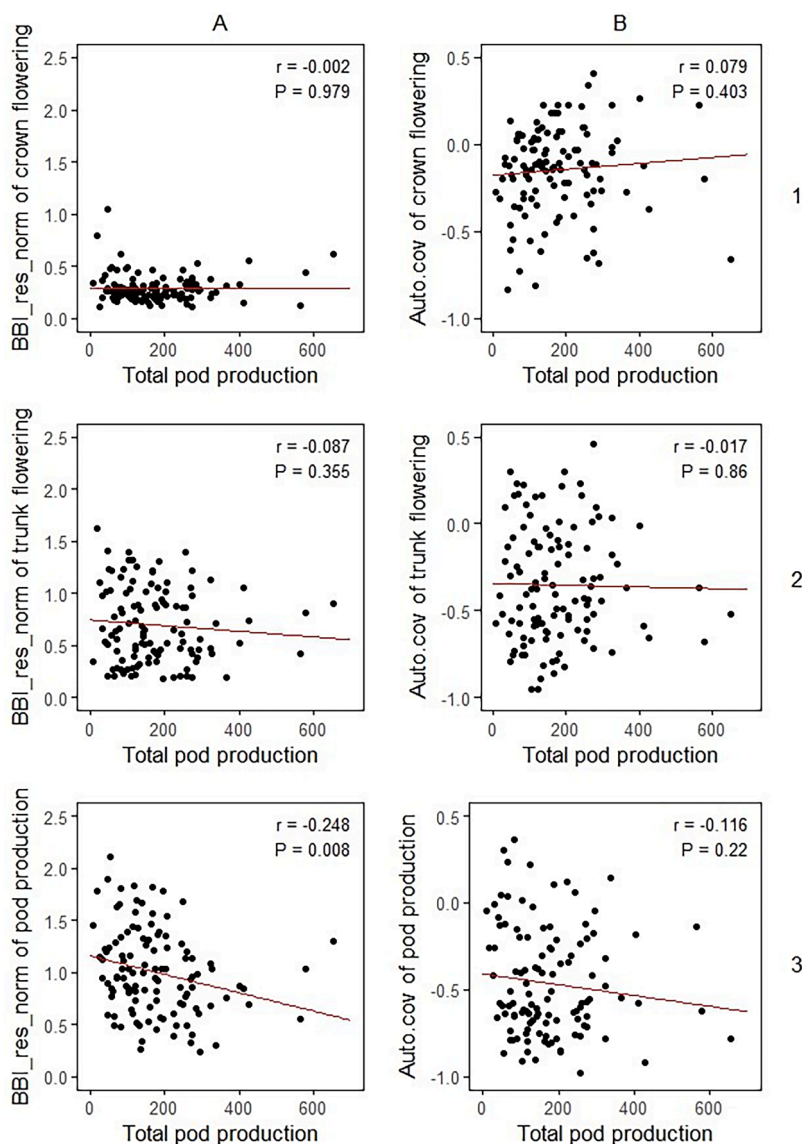 A
B
r = -0.002
P = 0.979
2.5
2.0
1.5
1.0
0.5
0.0
0
200
400
600
BBI_res_norm of crown flowering
Total pod production
r = 0.079
P = 0.403
0.5
0.0
-0.5
-1.0
0
200
400
600
Auto.cov of crown flowering
Total pod production
1
r = -0.087
P = 0.355
2.5
2.0
1.5
1.0
0.5
0.0
0
200
400
600
BBI_res_norm of trunk flowering
Total pod production
r = -0.017
P = 0.86
0.5
0.0
-0.5
-1.0
0
200
400
600
Auto.cov of trunk flowering
Total pod production
2
r = -0.248
P = 0.008
2.5
2.0
1.5
1.0
0.5
0.0
0
200
400
600
BBI_res_norm of pod production
Total pod production
r = -0.116
P = 0.22
0.5
0.0
-0.5
-1.0
0
200
400
600
Auto.cov of pod production
Total pod production
3